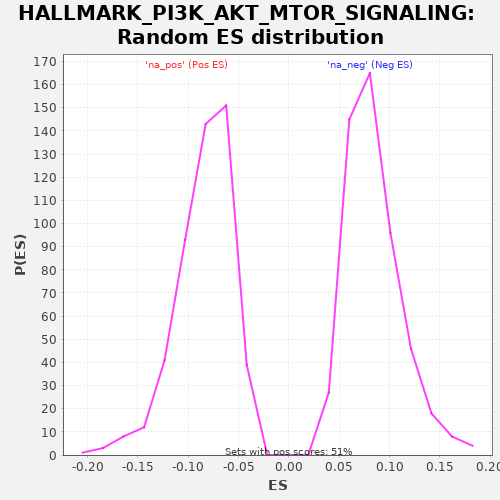 HALLMARK_PI3K_AKT_MTOR_SIGNALING:
Random ES distribution
'na_pos' (Pos ES)
'na_neg' (Neg ES)
170
160
150
140
130
120
110
100
90
80
70
60
50
40
30
20
10
0
P(ES)
Sets with pos scores: 51%
-0.20 -0.15 -0.10 -0.05 0.00 0.05 0.10 0.15 0.20
ES